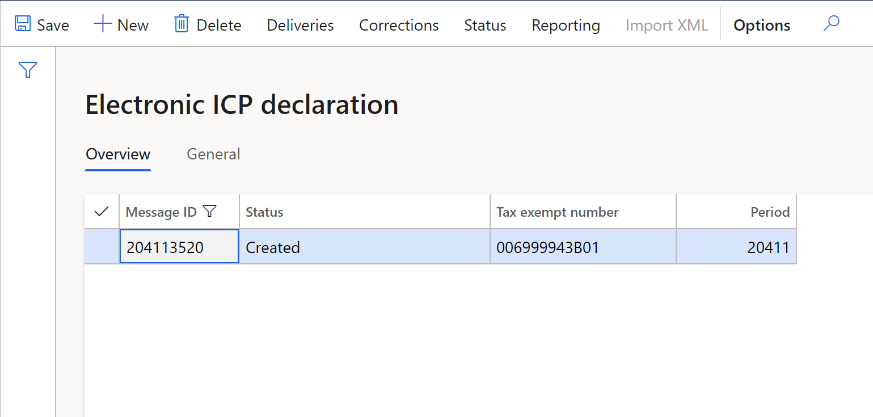 Save New Delete Deliveries Corrections Status Reporting Import XML Options
Electronic ICP declaration
Overview General
Message ID Status Tax exempt number Period
204113520 Created 006999943B01 20411